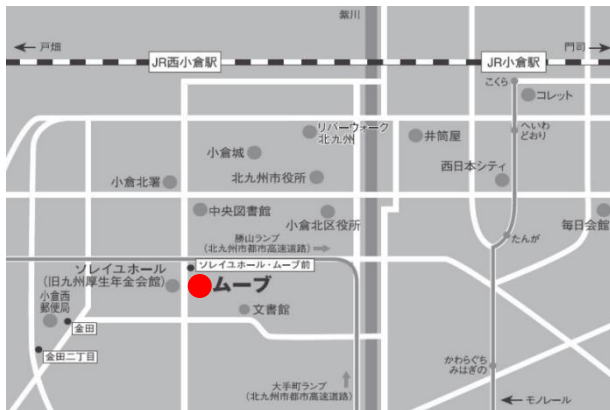 紫川
戸畑
門司
JR西小倉駅
JR小倉駅
こくら
コレット
リバーウォーク
北九州
井筒屋
へいわ
どおり
小倉城
西日本シティ
小倉北署
北九州市役所
中央図書館
小倉北区役所
毎日会館
勝山ランプ
(北九州市都市高速道路)
たんが
ソレイユホール・ムーブ前
ソレイユホール
(旧九州厚生年金会館)
ムーブ
小倉西
郵便局
文書館
金田
金田二丁目
かわらぐち
みはぎの
大手町ランプ
(北九州市都市高速道路)
モノレール